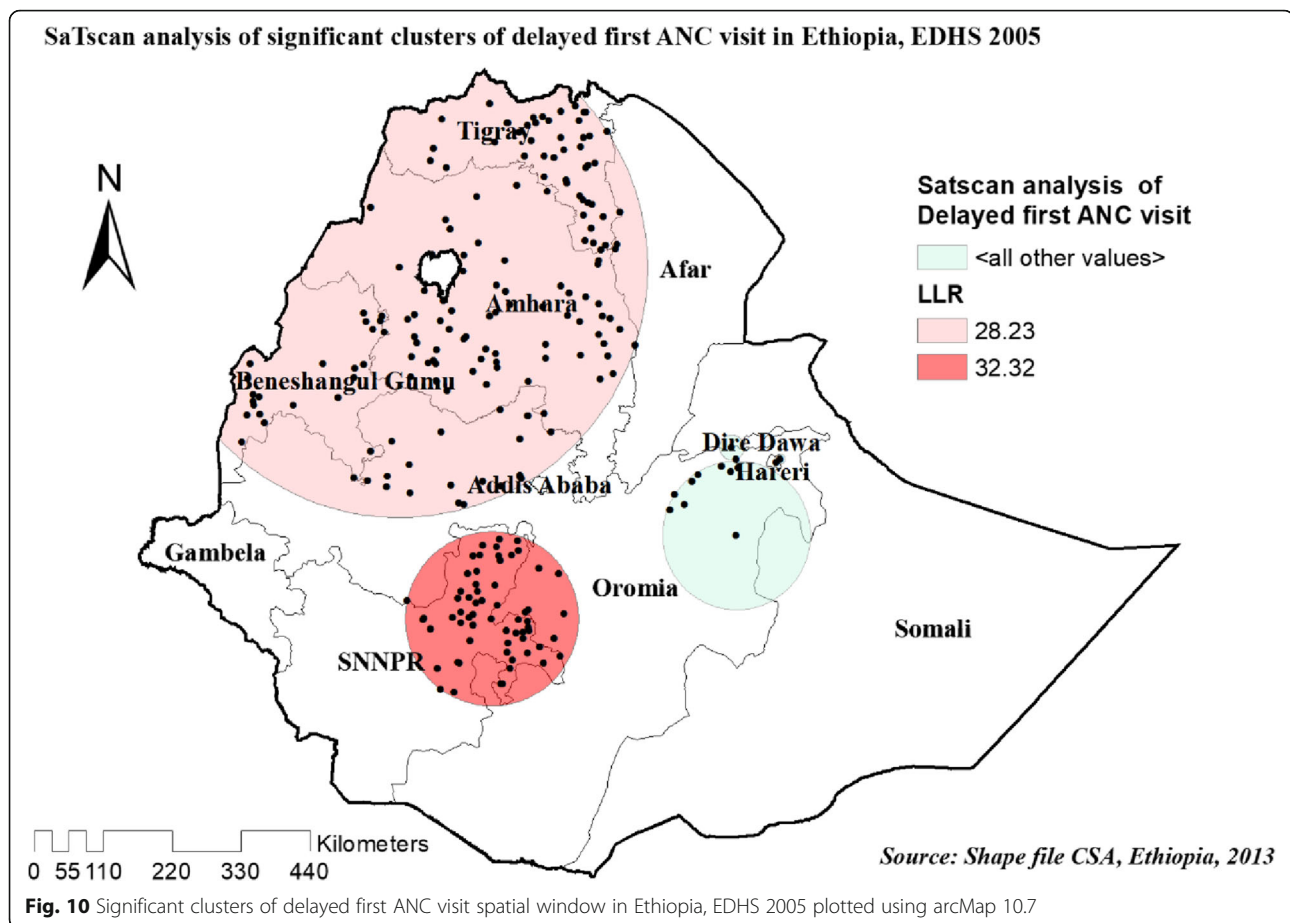 SaTscan analysis of significant clusters of delayed first ANC visit in Ethiopia, EDHS 2005
N
Tigray
Afar
Amhara
Beneshangul Gumu
Dire Dawa
Hareri
Addis Ababa
Gambela
Oromia
SNNPR
Somali
Satscan analysis of
Delayed first ANC visit
<all other values>
LLR
28.23
32.32
Kilometers
0 55 110 220 330 440
Source: Shape file CSA, Ethiopia, 2013
Fig. 10 Significant clusters of delayed first ANC visit spatial window in Ethiopia, EDHS 2005 plotted using arcMap 10.7